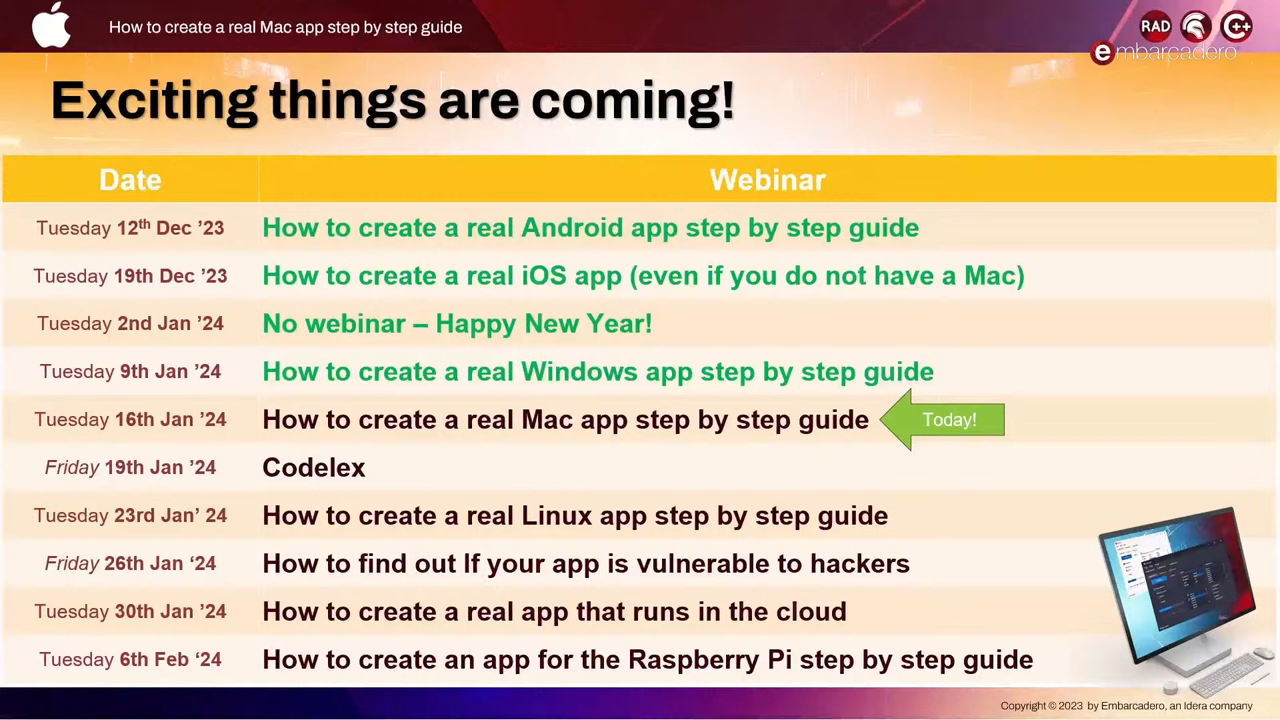 How to create a real Mac app step by step guide
RAD
C++
embarcadero
Exciting things are coming!
Date Webinar
Tuesday 12th Dec ’23 How to create a real Android app step by step guide
Tuesday 19th Dec ’23 How to create a real iOS app (even if you do not have a Mac)
Tuesday 2nd Jan ’24 No webinar – Happy New Year!
Tuesday 9th Jan ’24 How to create a real Windows app step by step guide
Tuesday 16th Jan ’24 How to create a real Mac app step by step guide Today!
Friday 19th Jan ’24 Codelex
Tuesday 23rd Jan’ 24 How to create a real Linux app step by step guide
Friday 26th Jan ‘24 How to find out If your app is vulnerable to hackers
Tuesday 30th Jan ’24 How to create a real app that runs in the cloud
Tuesday 6th Feb ‘24 How to create an app for the Raspberry Pi step by step guide
Copyright © 2023 by Embarcadero, an Idera company